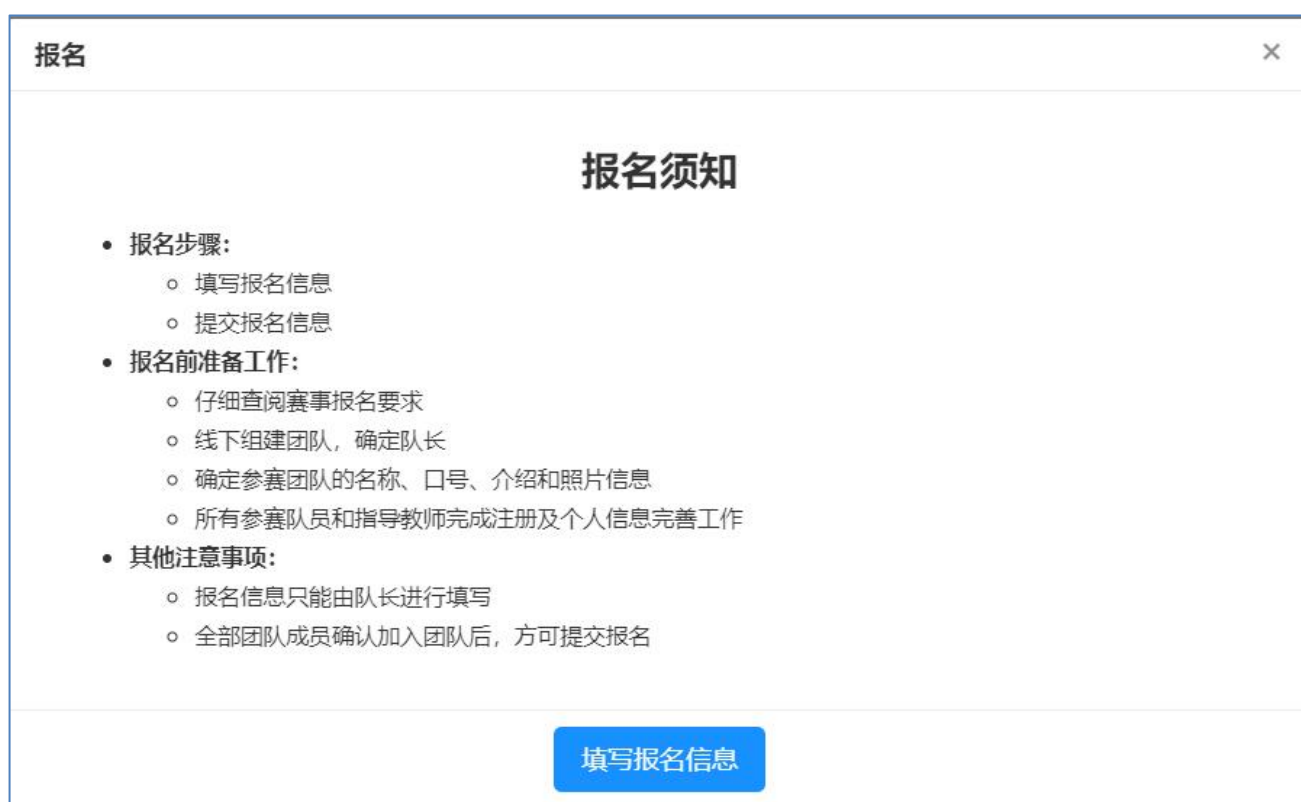 报名
报名须知
报名步骤：
填写报名信息
提交报名信息
报名前准备工作：
仔细查阅赛事报名要求
线下组建团队，确定队长
确定参赛团队的名称、口号、介绍和照片信息
所有参赛队员和指导教师完成注册及个人信息完善工作
其他注意事项：
报名信息只能由队长进行填写
全部团队成员确认加入团队后，方可提交报名
填写报名信息